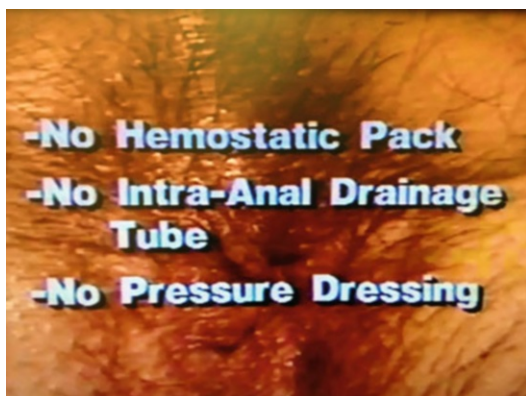 -No Hemostatic Pack
-No Intra-Anal Drainage
Tube
-No Pressure Dressing